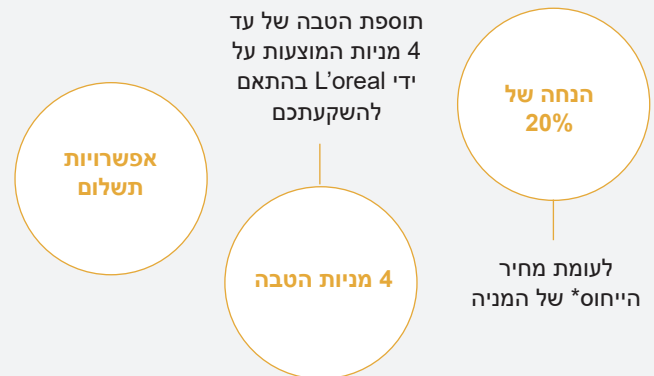 הנחה של
20%
לעומת מחיר
הייחוס* של המניה
תוספת הטבה של עד
4 מניות המוצעות על
ידי L’oreal בהתאם
להשקעתכם
4 מניות הטבה
אפשרויות
תשלום